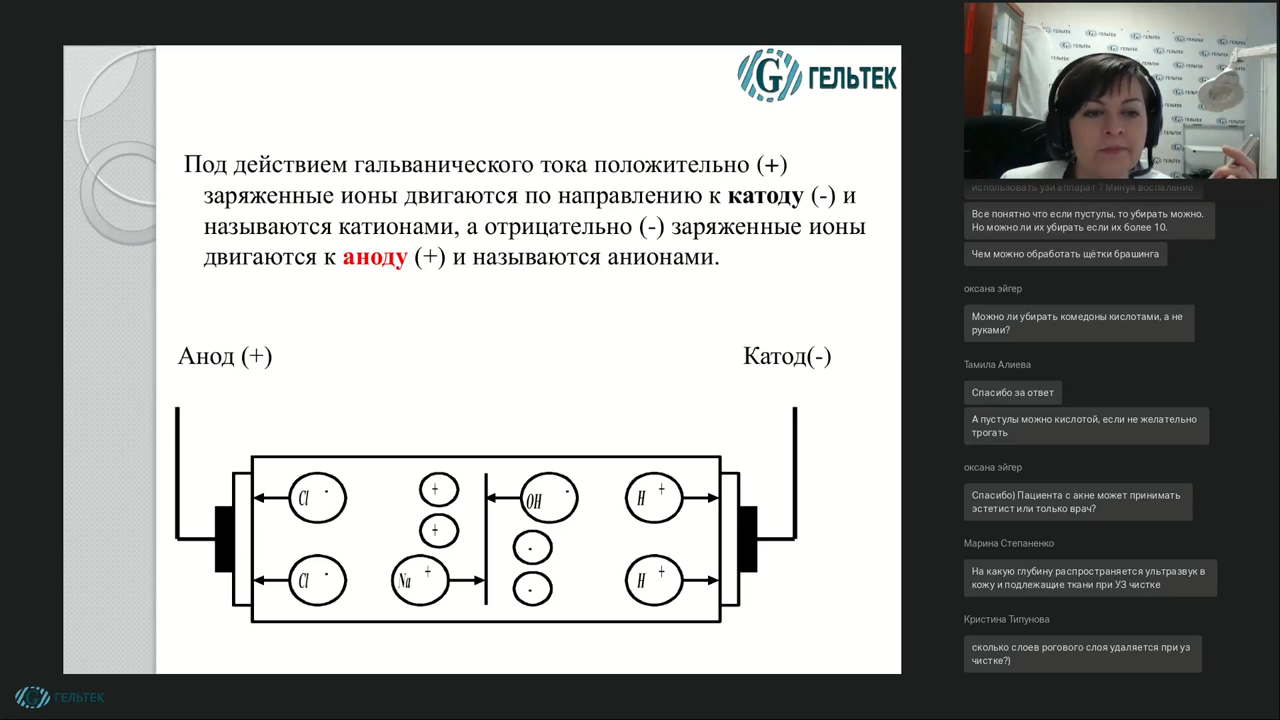 ГЕЛЬТЕК
Под действием гальванического тока положительно (+)
заряженные ионы двигаются по направлению к катоду (-) и
называются катионами, а отрицательно (-) заряженные ионы
двигаются к аноду (+) и называются анионами.
Анод (+)
Катод(-)
Cl -
+
OH -
H +
+
-
Cl -
Na +
-
H +
ГЕЛЬТЕК
использовать узи аппарат ? Минуя воспаление
Все понятно что если пустулы, то убирать можно.
Но можно ли их убирать если их более 10.
Чем можно обработать щётки брашинга
оксана эйгер
Можно ли убирать комедоны кислотами, а не
руками?
Тамила Алиева
Спасибо за ответ
А пустулы можно кислотой, если не желательно
трогать
оксана эйгер
Спасибо) Пациента с акне может принимать
эстетист или только врач?
Марина Степаненко
На какую глубину распространяется ультразвук в
кожу и подлежащие ткани при УЗ чистке
Кристина Типунова
сколько слоев рогового слоя удаляется при уз
чистке?)